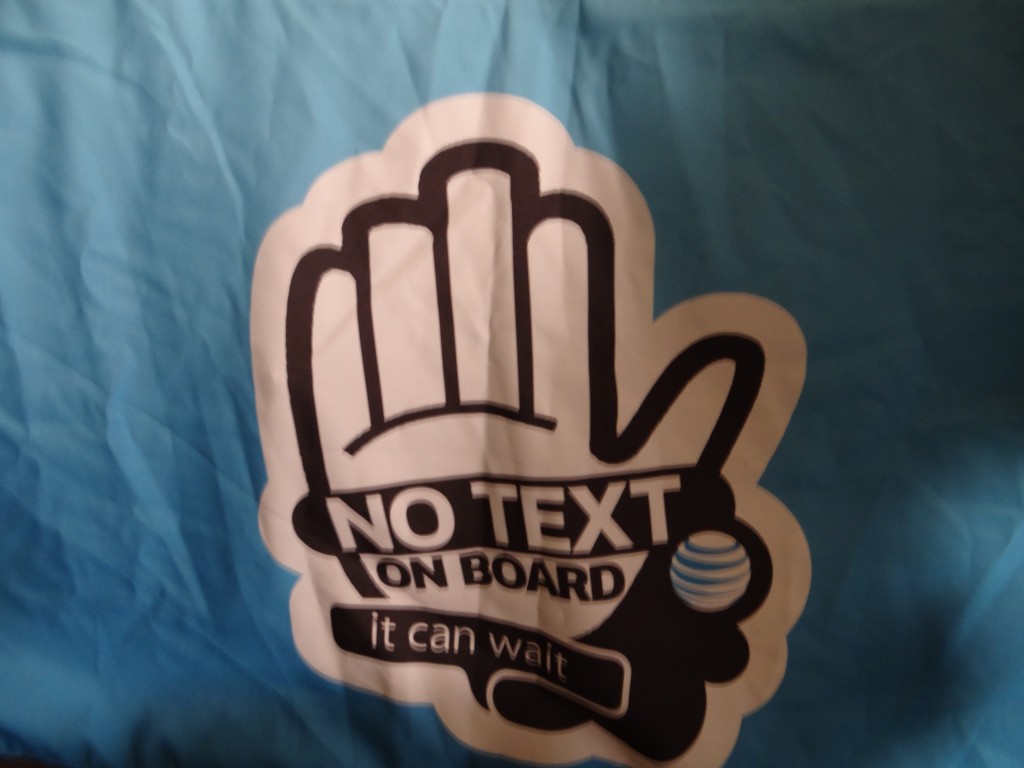 NO TEXT
ON BOARD
it can wait